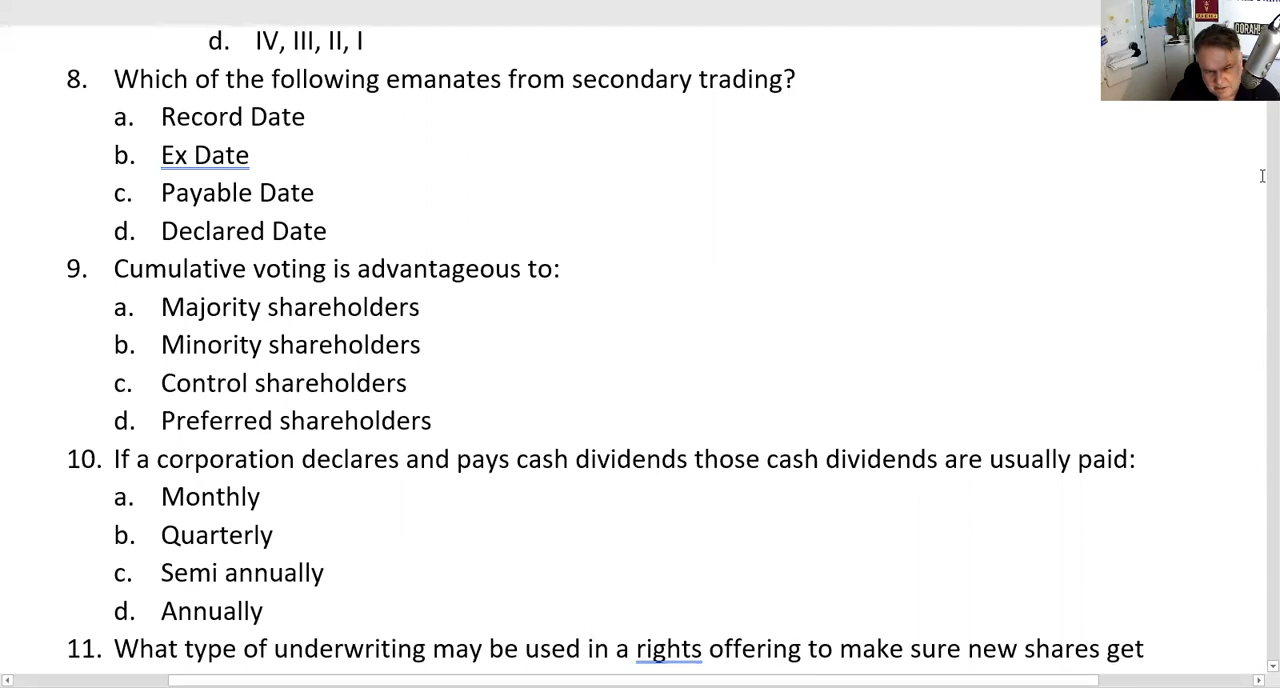 d. IV, III, II, I
8. Which of the following emanates from secondary trading?
a. Record Date
b. Ex Date
c. Payable Date
d. Declared Date
9. Cumulative voting is advantageous to:
a. Majority shareholders
b. Minority shareholders
c. Control shareholders
d. Preferred shareholders
10. If a corporation declares and pays cash dividends those cash dividends are usually paid:
a. Monthly
b. Quarterly
c. Semi annually
d. Annually
11. What type of underwriting may be used in a rights offering to make sure new shares get
OORAH!